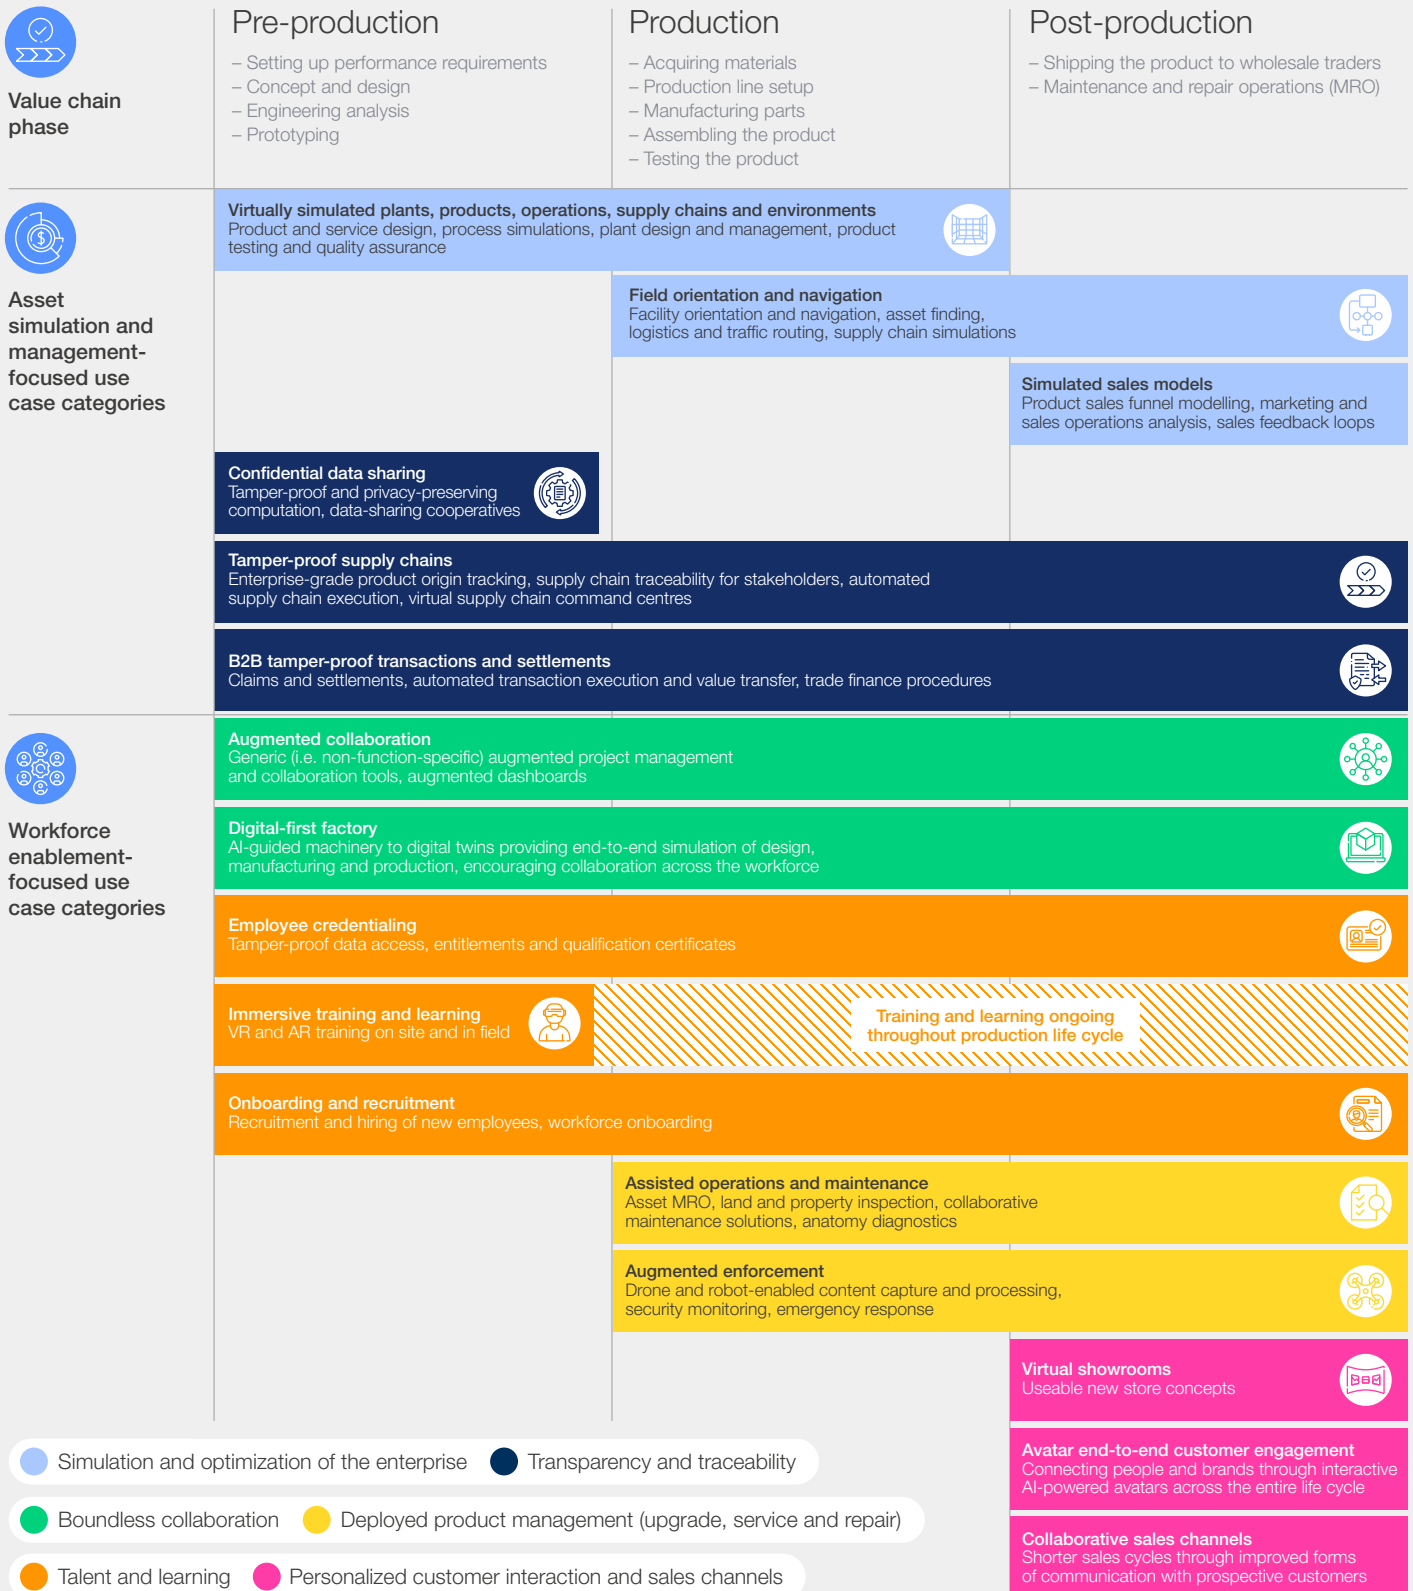 Value chain
phase
Pre-production
– Setting up performance requirements
– Concept and design
– Engineering analysis
– Prototyping
Production
– Acquiring materials
– Production line setup
– Manufacturing parts
– Assembling the product
– Testing the product
Post-production
– Shipping the product to wholesale traders
– Maintenance and repair operations (MRO)
Asset
simulation and
management-
focused use
case categories
Virtually simulated plants, products, operations, supply chains and environments
Product and service design, process simulations, plant design and management, product
testing and quality assurance
Field orientation and navigation
Facility orientation and navigation, asset finding,
logistics and traffic routing, supply chain simulations
Simulated sales models
Product sales funnel modelling, marketing and
sales operations analysis, sales feedback loops
Confidential data sharing
Tamper-proof and privacy-preserving
computation, data-sharing cooperatives
Tamper-proof supply chains
Enterprise-grade product origin tracking, supply chain traceability for stakeholders, automated
supply chain execution, virtual supply chain command centres
B2B tamper-proof transactions and settlements
Claims and settlements, automated transaction execution and value transfer, trade finance procedures
Workforce
enablement-
focused use
case categories
Augmented collaboration
Generic (i.e. non-function-specific) augmented project management
and collaboration tools, augmented dashboards
Digital-first factory
AI-guided machinery to digital twins providing end-to-end simulation of design,
manufacturing and production, encouraging collaboration across the workforce
Employee credentialing
Tamper-proof data access, entitlements and qualification certificates
Immersive training and learning
VR and AR training on site and in field
Training and learning ongoing
throughout production life cycle
Onboarding and recruitment
Recruitment and hiring of new employees, workforce onboarding
Assisted operations and maintenance
Asset MRO, land and property inspection, collaborative
maintenance solutions, anatomy diagnostics
Augmented enforcement
Drone and robot-enabled content capture and processing,
security monitoring, emergency response
Virtual showrooms
Useable new store concepts
Avatar end-to-end customer engagement
Connecting people and brands through interactive
AI-powered avatars across the entire life cycle
Collaborative sales channels
Shorter sales cycles through improved forms
of communication with prospective customers
Simulation and optimization of the enterprise
Transparency and traceability
Boundless collaboration
Deployed product management (upgrade, service and repair)
Talent and learning
Personalized customer interaction and sales channels